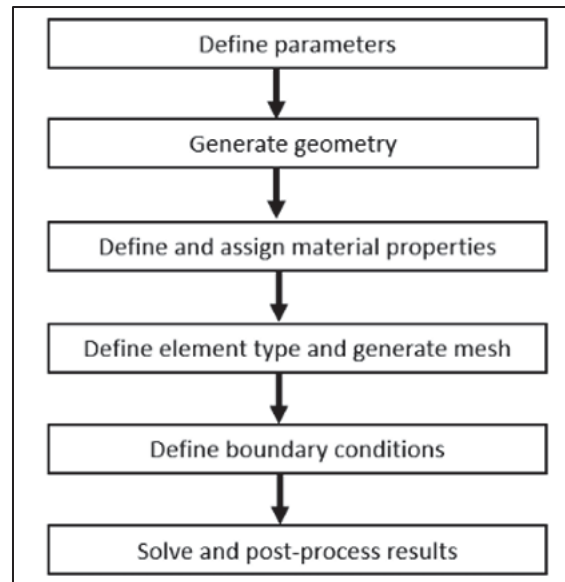 Define parameters
Generate geometry
Define and assign material properties
Define element type and generate mesh
Define boundary conditions
Solve and post-process results